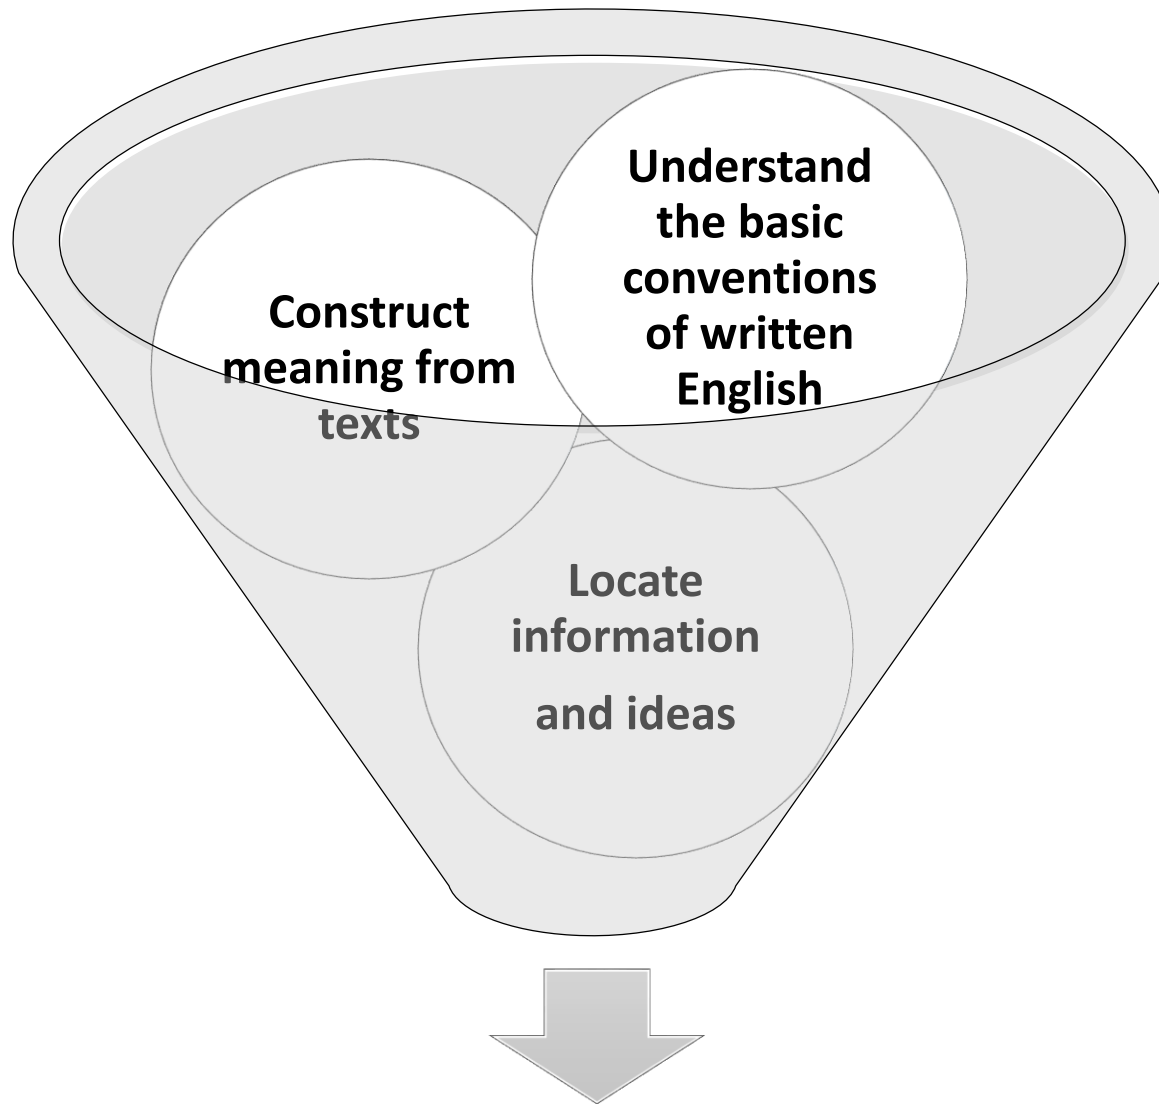 Understand
the basic
conventions
of written
English
Construct
meaning from
texts
Locate
information
and ideas